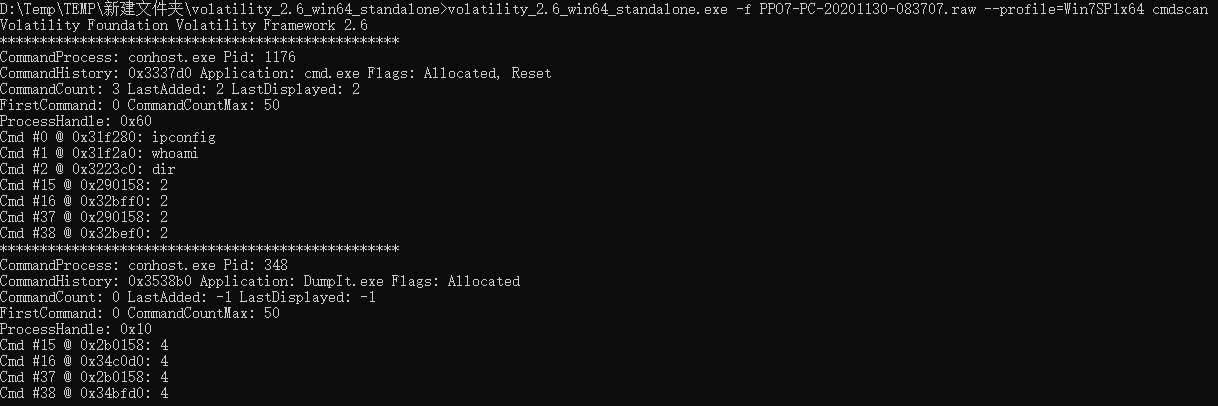 D:\Temp\TEMP\新建文件夹\volatility_2.6_win64_standalone>volatility_2.6_win64_standalone.exe -f PPO7-PC-20201130-083707.raw --profile=Win7SP1x64 cmdscan
Volatility Foundation Volatility Framework 2.6
**************************************************
CommandProcess: conhost.exe Pid: 1176
CommandHistory: 0x3337d0 Application: cmd.exe Flags: Allocated, Reset
CommandCount: 3 LastAdded: 2 LastDisplayed: 2
FirstCommand: 0 CommandCountMax: 50
ProcessHandle: 0x60
Cmd #0 @ 0x31f280: ipconfig
Cmd #1 @ 0x31f2a0: whoami
Cmd #2 @ 0x3223c0: dir
Cmd #15 @ 0x290158: 2
Cmd #16 @ 0x32bff0: 2
Cmd #37 @ 0x290158: 2
Cmd #38 @ 0x32bef0: 2
**************************************************
CommandProcess: conhost.exe Pid: 348
CommandHistory: 0x3538b0 Application: DumpIt.exe Flags: Allocated
CommandCount: 0 LastAdded: -1 LastDisplayed: -1
FirstCommand: 0 CommandCountMax: 50
ProcessHandle: 0x10
Cmd #15 @ 0x2b0158: 4
Cmd #16 @ 0x34c0d0: 4
Cmd #37 @ 0x2b0158: 4
Cmd #38 @ 0x34bfd0: 4